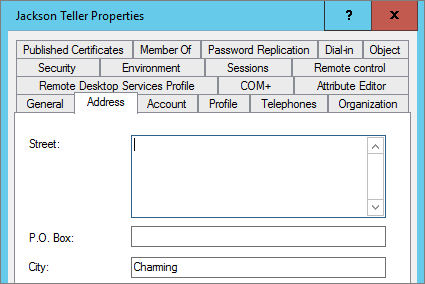 Jackson Teller Properties ? x
Published Certificates Member Of Password Replication Dial-in Object
Security Environment Sessions Remote control
Remote Desktop Services Profile COM+ Attribute Editor
General Address Account Profile Telephones Organization
Street:
P.O. Box:
City: Charming